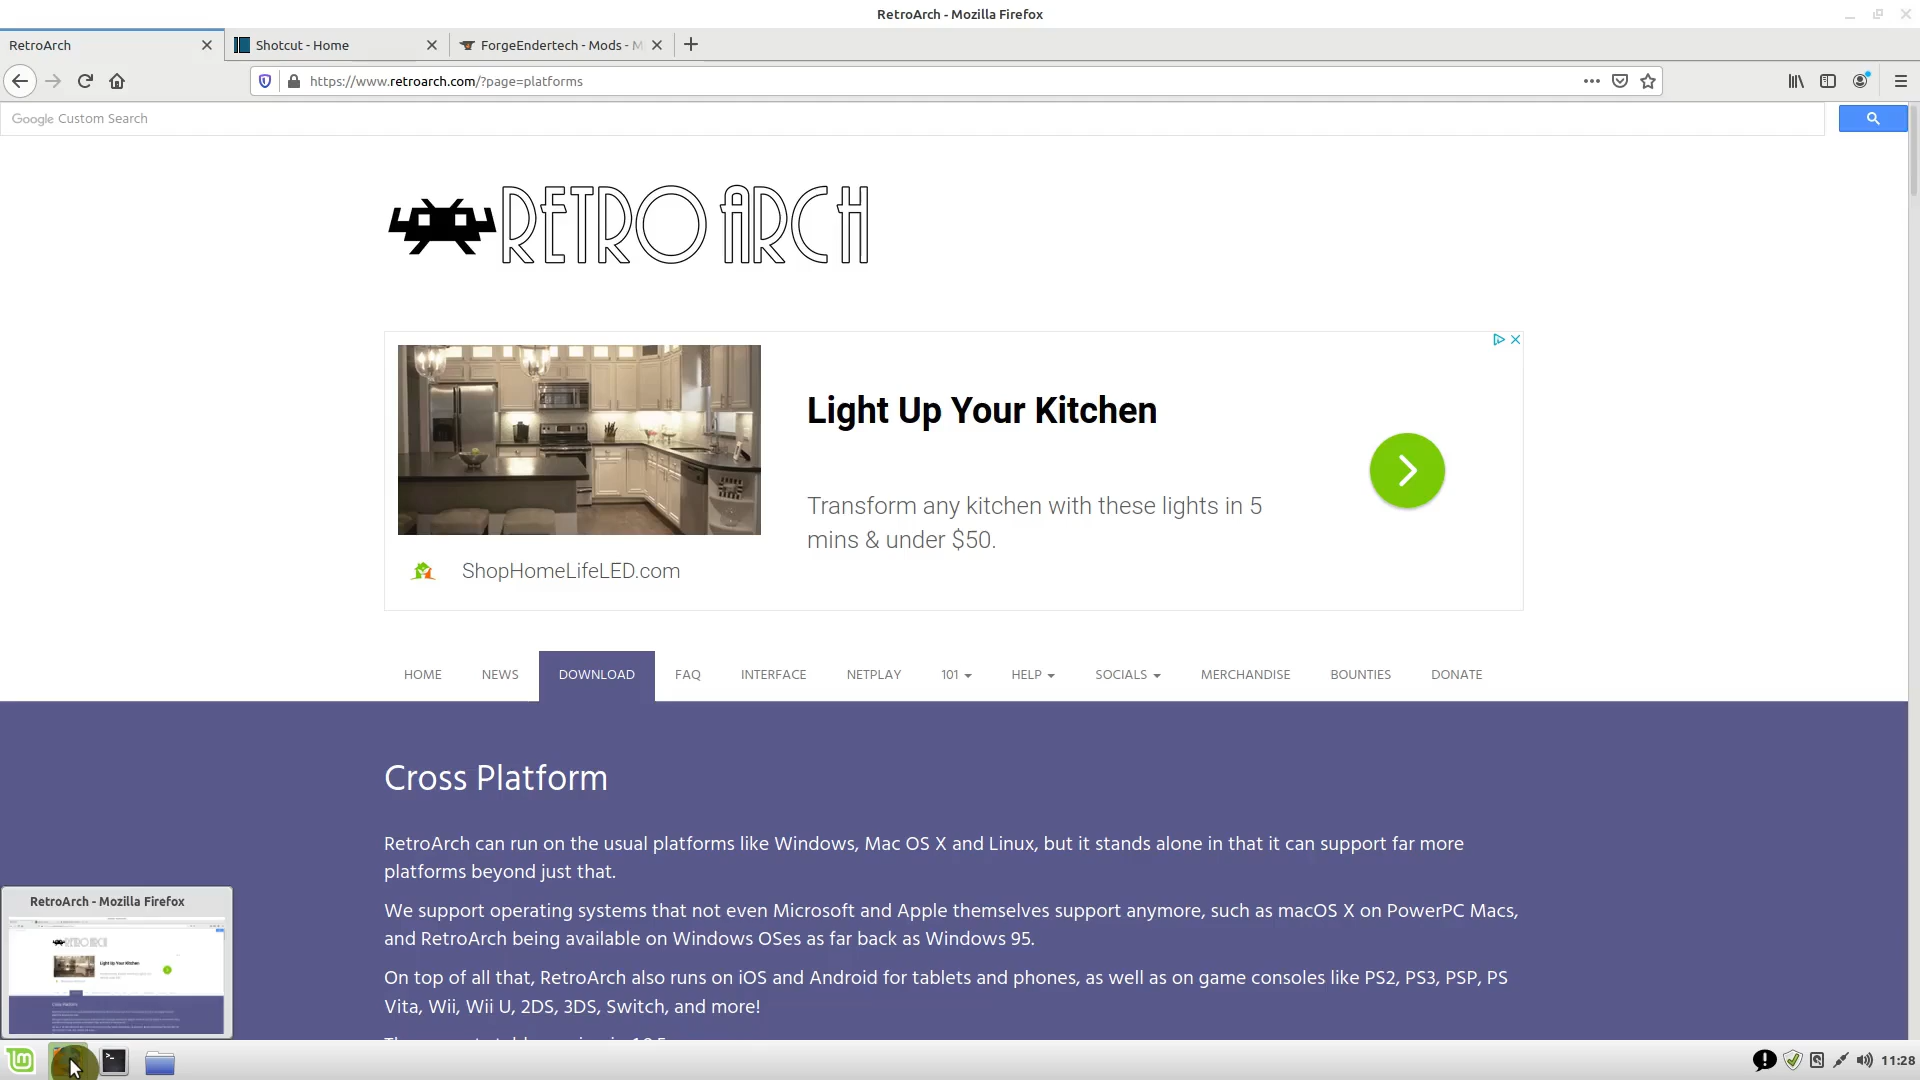 RetroArch - Mozilla Firefox
RetroArch
Shotcut - Home
ForgeEndertech - Mods - M
https://www.retroarch.com/?page=platforms
Google Custom Search
RETROARCH
Light Up Your Kitchen
Transform any kitchen with these lights in 5
mins & under $50.
ShopHomeLifeLED.com
HOME
NEWS
DOWNLOAD
FAQ
INTERFACE
NETPLAY
101
HELP
SOCIALS
MERCHANDISE
BOUNTIES
DONATE
Cross Platform
RetroArch can run on the usual platforms like Windows, Mac OS X and Linux, but it stands alone in that it can support far more
platforms beyond just that.
We support operating systems that not even Microsoft and Apple themselves support anymore, such as macOS X on PowerPC Macs,
and RetroArch being available on Windows OSes as far back as Windows 95.
On top of all that, RetroArch also runs on iOS and Android for tablets and phones, as well as on game consoles like PS2, PS3, PSP, PS
Vita, Wii, Wii U, 2DS, 3DS, Switch, and more!
RetroArch - Mozilla Firefox
RETROARCH
Light Up Your Kitchen
11:28